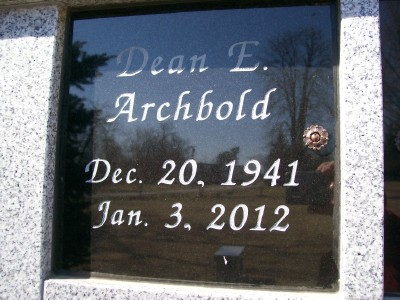 Dean E.
Archbold
Dec. 20, 1941
Jan. 3, 2012